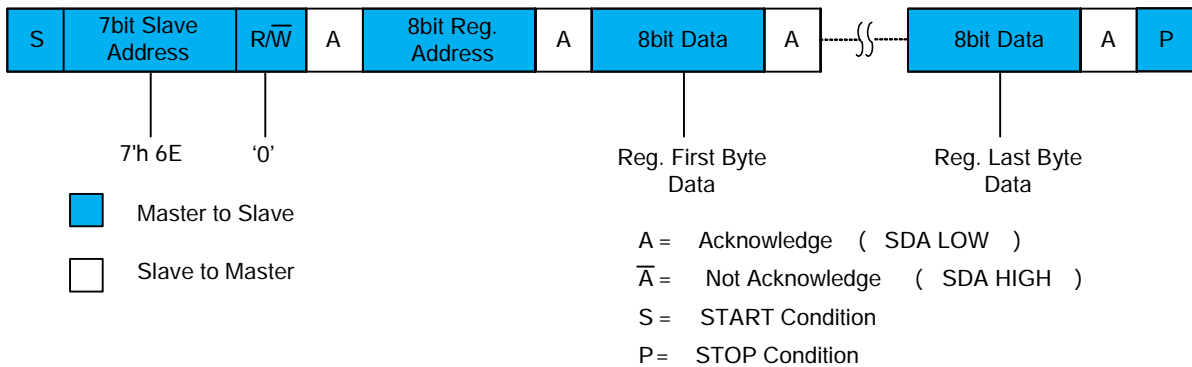 S 7bit Slave Address R/W̅ A 8bit Reg. Address A 8bit Data A 8bit Data A P
7'h 6E ‘0’
Reg. First Byte Data
Reg. Last Byte Data
Master to Slave
Slave to Master
A = Acknowledge ( SDA LOW )
A̅ = Not Acknowledge ( SDA HIGH )
S = START Condition
P = STOP Condition